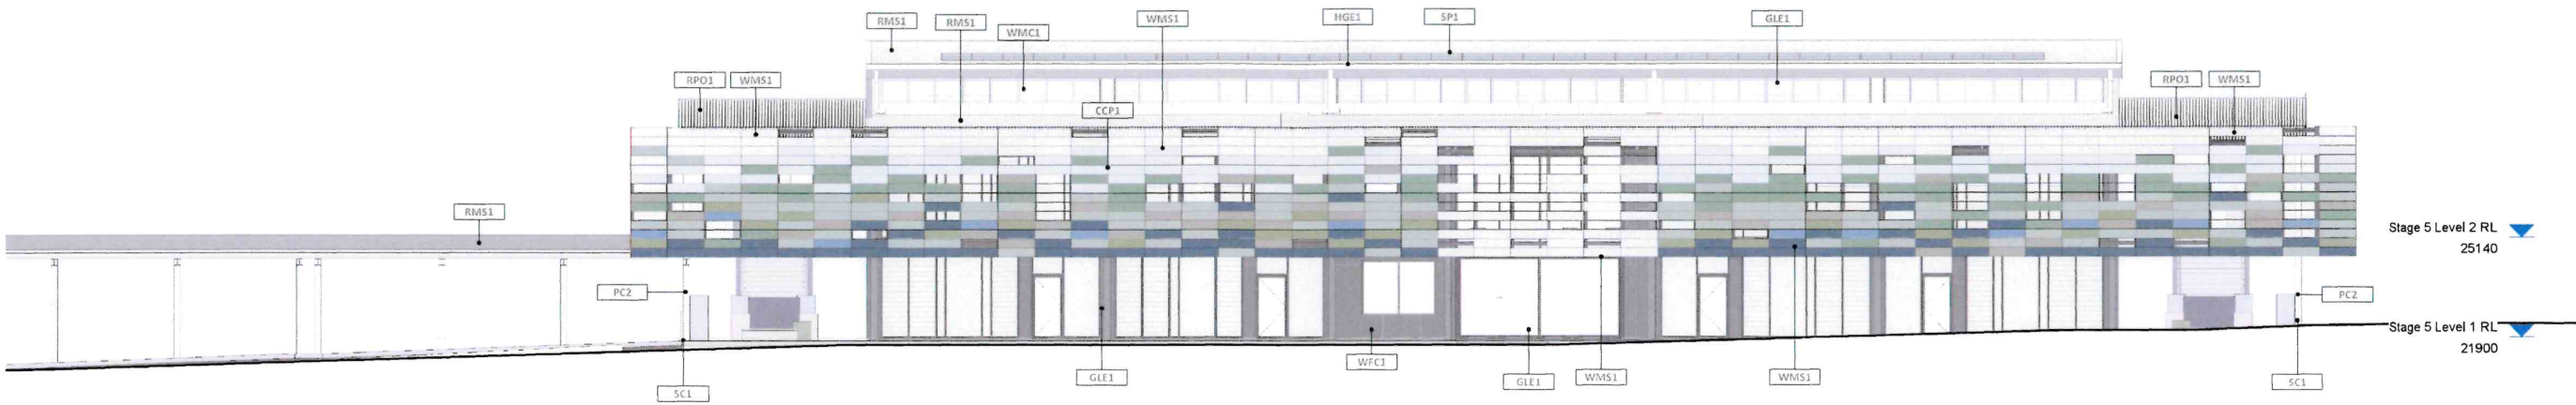 RMS1
RMS1
WMC1
WMS1
HGE1
SP1
GLE1
RPO1
WMS1
CCP1
RPO1
WMS1
RMS1
Stage 5 Level 2 RL
25140
PC2
PC2
Stage 5 Level 1 RL
21900
SC1
GLE1
WFC1
GLE1
WMS1
WMS1
SC1